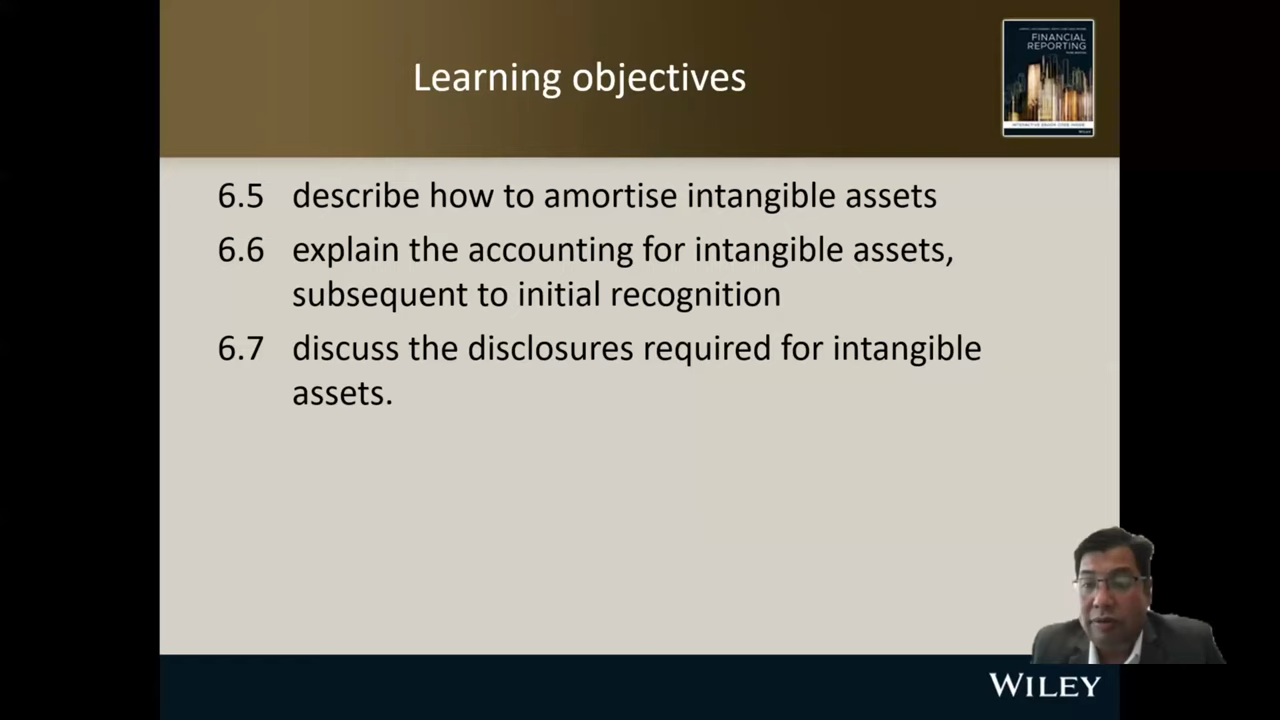 Learning objectives
FINANCIAL
REPORTING
6.5 describe how to amortise intangible assets
6.6 explain the accounting for intangible assets,
subsequent to initial recognition
6.7 discuss the disclosures required for intangible
assets.
WILEY